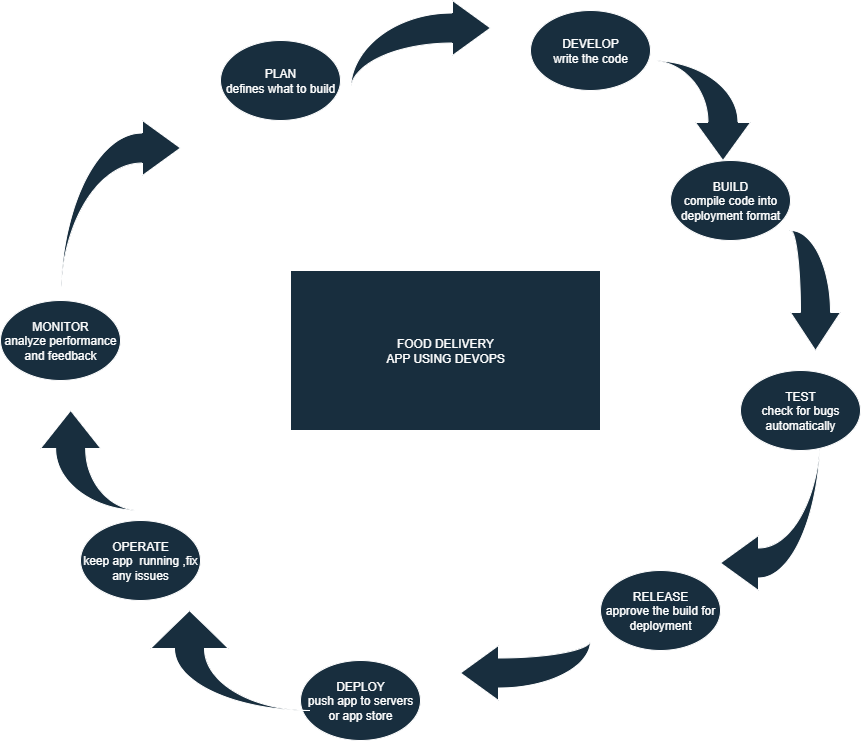 PLAN
defines what to build
DEVELOP
write the code
BUILD
compile code into
deployment format
TEST
check for bugs
automatically
RELEASE
approve the build for
deployment
DEPLOY
push app to servers
or app store
OPERATE
keep app  running ,fix
any issues
MONITOR
analyze performance
and feedback
FOOD DELIVERY
APP USING DEVOPS